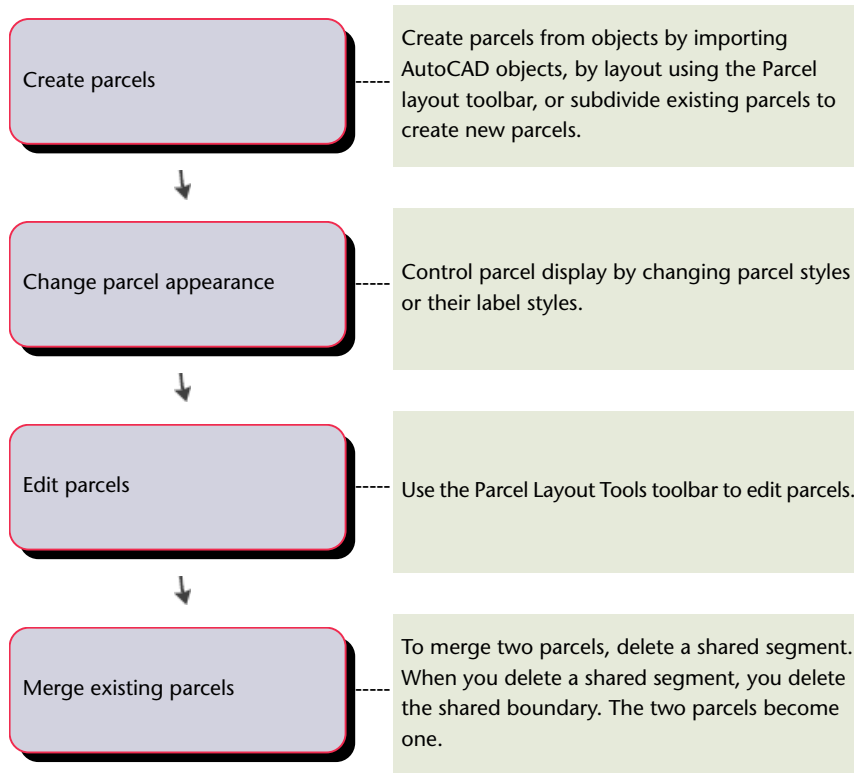 Create parcels
Create parcels from objects by importing
AutoCAD objects, by layout using the Parcel
layout toolbar, or subdivide existing parcels to
create new parcels.
Change parcel appearance
Control parcel display by changing parcel styles
or their label styles.
Edit parcels
Use the Parcel Layout Tools toolbar to edit parcels.
Merge existing parcels
To merge two parcels, delete a shared segment.
When you delete a shared segment, you delete
the shared boundary. The two parcels become
one.